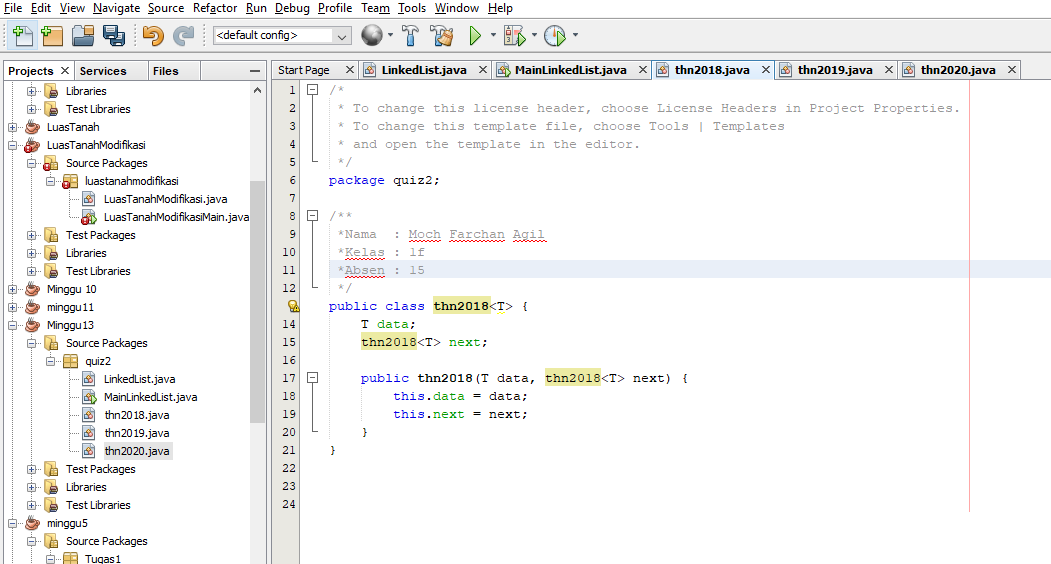 File Edit View Navigate Source Refactor Run Debug Profile Team Tools Window Help
<default config>
Projects Services Files
Start Page LinkedList.java MainLinkedList.java thn2018.java thn2019.java thn2020.java
Libraries
Test Libraries
LuasTanah
LuasTanahModifikasi
Source Packages
luastanahmodifikasi
LuasTanahModifikasi.java
LuasTanahModifikasiMain.java
Test Packages
Libraries
Test Libraries
Minggu 10
minggu11
Minggu13
Source Packages
quiz2
LinkedList.java
MainLinkedList.java
thn2018.java
thn2019.java
thn2020.java
Test Packages
Libraries
Test Libraries
minggu5
Source Packages
Tugas1
1 /*
2 * To change this license header, choose License Headers in Project Properties.
3 * To change this template file, choose Tools | Templates
4 * and open the template in the editor.
5 */
6 package quiz2;
7
8 /**
9 *Nama : Moch Farchan Agil
10 *Kelas : 1f
11 *Absen : 15
12 */
public class thn2018<T> {
14 T data;
15 thn2018<T> next;
16
17 public thn2018(T data, thn2018<T> next) {
18 this.data = data;
19 this.next = next;
20 }
21 }
22
23
24